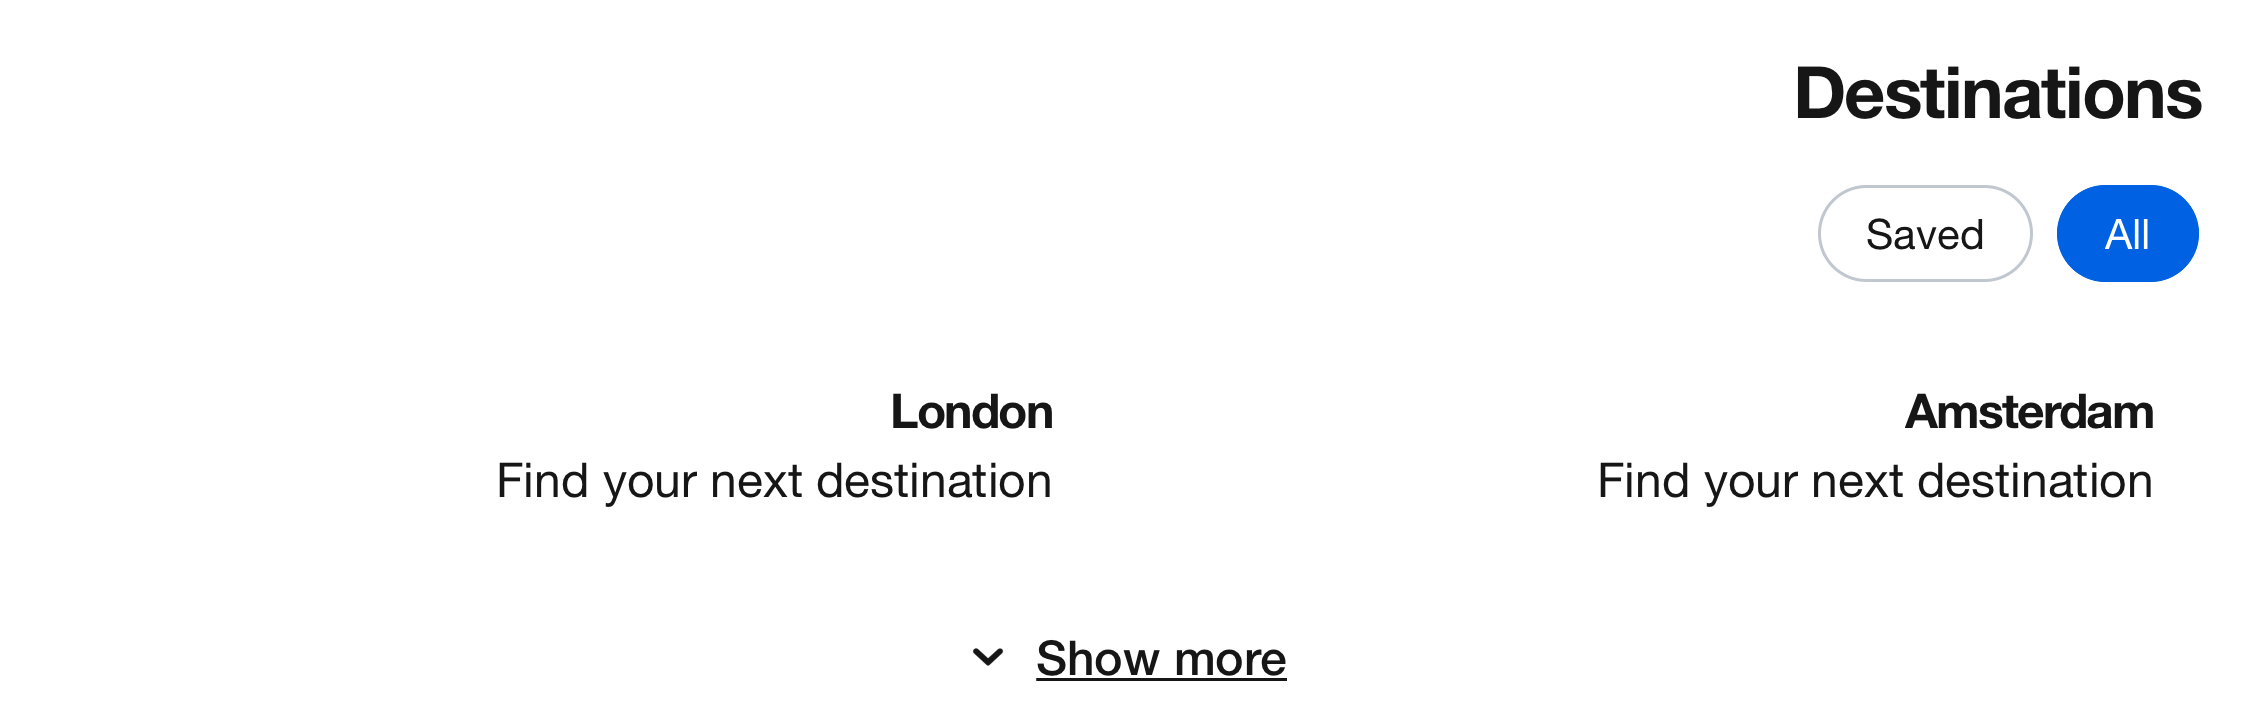 Destinations
All
Saved
Amsterdam
Find your next destination
London
Find your next destination
Show more